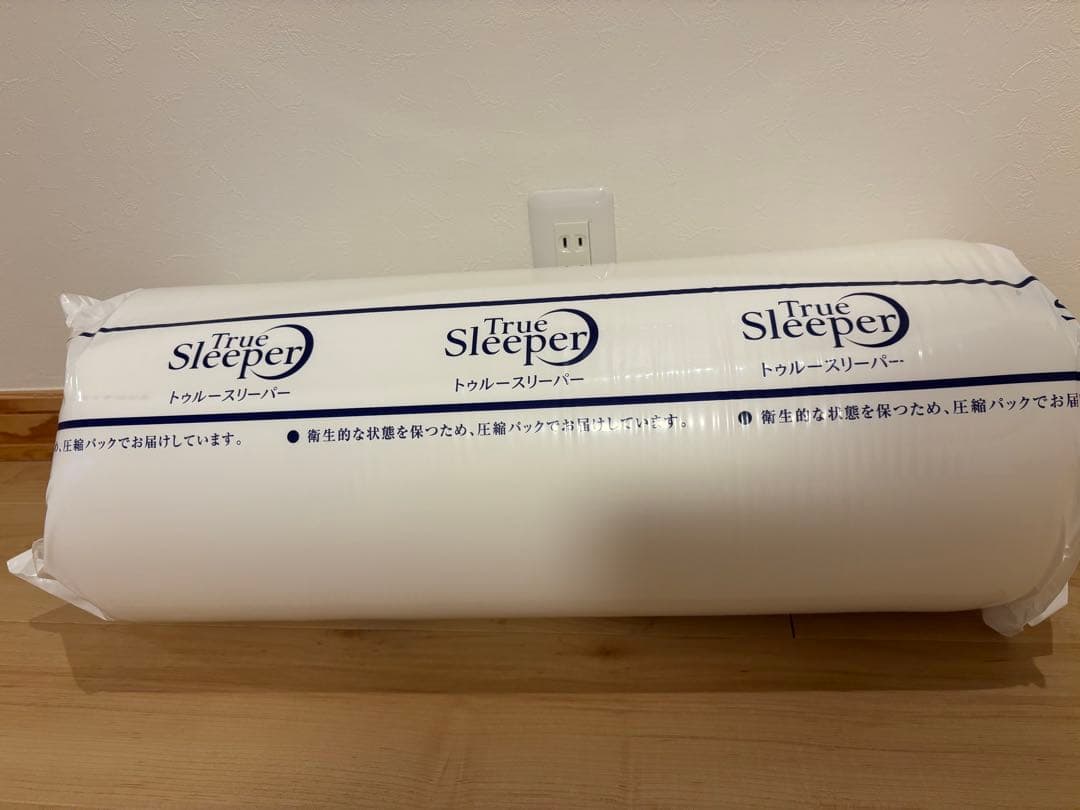 True
Sleeper
トゥルースリーパー
True
Sleeper
トゥルースリーパー
True
Sleeper
トゥルースリーパー
、圧縮パックでお届けしています。
● 衛生的な状態を保つため、圧縮パックでお届けしています。
● 衛生的な状態を保つため、圧縮パックでお届